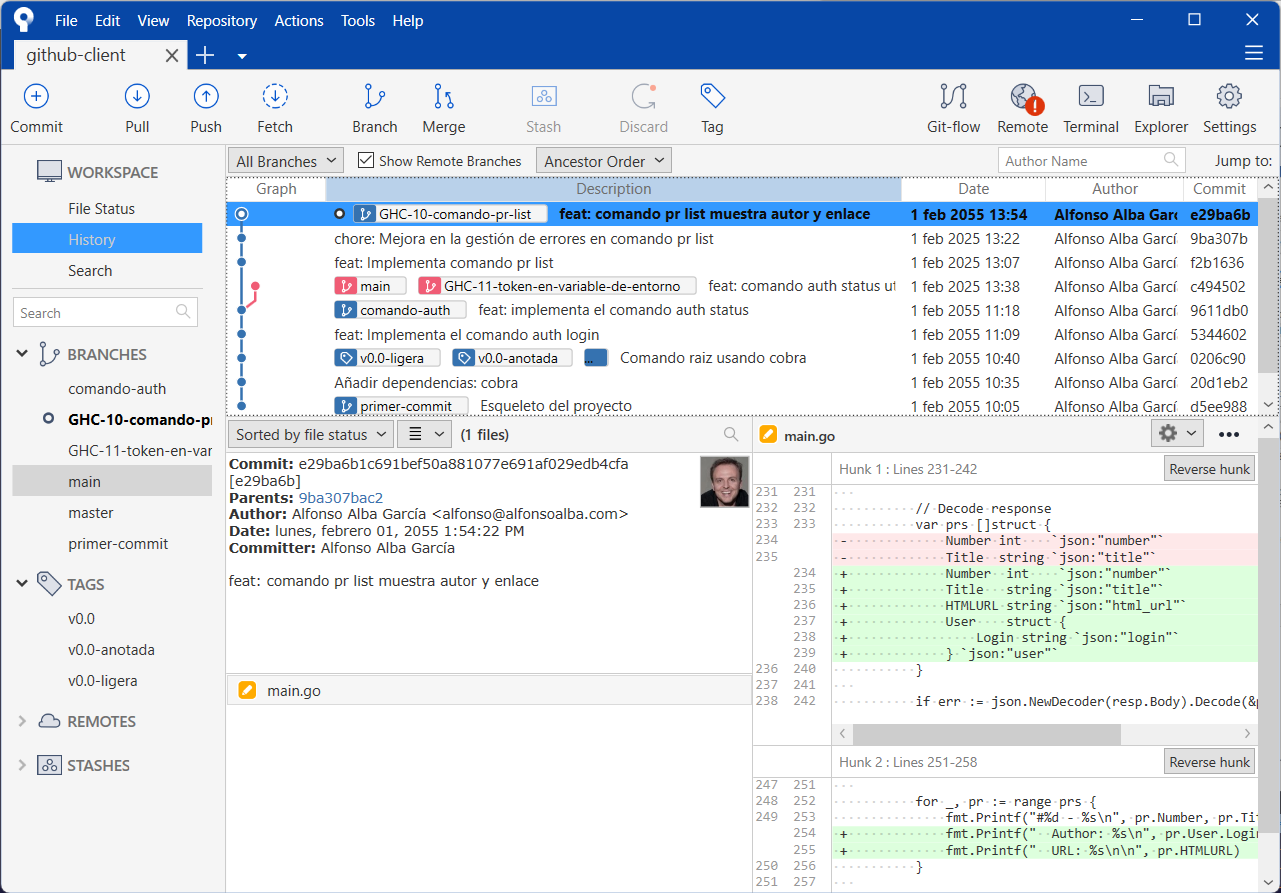 File Edit View Repository Actions Tools Help
github-client
Commit Pull Push Fetch Branch Merge Stash Discard Tag Git-flow Remote Terminal Explorer Settings
WORKSPACE
File Status
History
Search
Search
BRANCHES
comando-auth
GHC-10-comando-pr
GHC-11-token-en-var
main
master
primer-commit
TAGS
v0.0
v0.0-anotada
v0.0-ligera
REMOTES
STASHES
All Branches Show Remote Branches Ancestor Order Author Name Jump to:
Graph Description Date Author Commit
GHC-10-comando-pr-list feat: comando pr list muestra autor y enlace 1 feb 2055 13:54 Alfonso Alba Garc e29ba6b
chore: Mejora en la gestión de errores en comando pr list 1 feb 2025 13:22 Alfonso Alba Garcí 9ba307b
feat: Implementa comando pr list 1 feb 2055 13:07 Alfonso Alba Garcí f2b1636
main GHC-11-token-en-variable-de-entorno feat: comando auth status ut 1 feb 2055 13:38 Alfonso Alba Garcí c494502
comando-auth feat: implementa el comando auth status 1 feb 2055 11:18 Alfonso Alba Garcí 9611db0
feat: Implementa el comando auth login 1 feb 2055 11:09 Alfonso Alba Garcí 5344602
v0.0-ligera v0.0-anotada ... Comando raiz usando cobra 1 feb 2055 10:40 Alfonso Alba Garcí 0206c90
Añadir dependencias: cobra 1 feb 2055 10:35 Alfonso Alba Garcí 20d1eb2
primer-commit Esqueleto del proyecto 1 feb 2055 10:05 Alfonso Alba Garcí d5ee988
Sorted by file status (1 files)
Commit: e29ba6b1c691bef50a881077e691af029edb4cfa
[e29ba6b]
Parents: 9ba307bac2
Author: Alfonso Alba García <alfonso@alfonsoalba.com>
Date: lunes, febrero 01, 2055 1:54:22 PM
Committer: Alfonso Alba García
feat: comando pr list muestra autor y enlace
main.go
main.go
Hunk 1 : Lines 231-242 Reverse hunk
231 231
232 232 // Decode response
233 233 var prs []struct {
234 - Number int `json:"number"`
235 - Title string `json:"title"`
234 + Number int `json:"number"`
235 + Title string `json:"title"`
236 + HTMLURL string `json:"html_url"`
237 + User struct {
238 + Login string `json:"login"`
239 + } `json:"user"`
236 240 }
237 241
238 242 if err := json.NewDecoder(resp.Body).Decode(&p
Hunk 2 : Lines 251-258 Reverse hunk
247 251
248 252 for _, pr := range prs {
249 253 fmt.Printf("#%d - %s\n", pr.Number, pr.Tit
254 + fmt.Printf(" Author: %s\n", pr.User.Login
255 + fmt.Printf(" URL: %s\n\n", pr.HTMLURL)
250 256 }
251 257